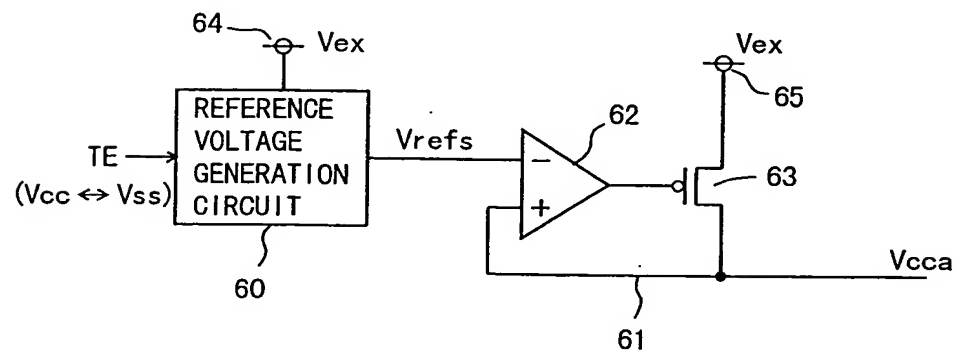 64
Vex
Vex
65
REFERENCE
VOLTAGE
GENERATION
CIRCUIT
TE
(Vcc ↔ Vss)
Vrefs
62
−
+
63
60
61
Vcca